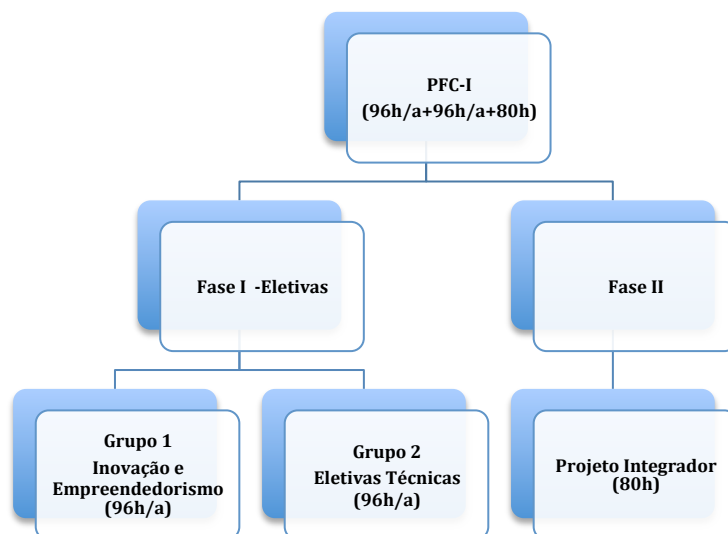 PFC-I
(96h/a+96h/a+80h)
Fase I -Eletivas
Fase II
Grupo 1
Inovação e
Empreendedorismo
(96h/a)
Grupo 2
Eletivas Técnicas
(96h/a)
Projeto Integrador
(80h)